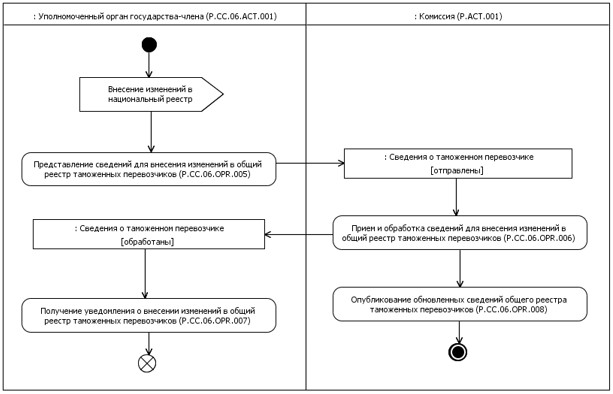 : Уполномоченный орган государства-члена (P.CC.06.ACT.001)
: Комиссия (P.ACT.001)
Внесение изменений в
национальный реестр
Представление сведений для внесения изменений в общий
реестр таможенных перевозчиков (P.CC.06.OPR.005)
: Сведения о таможенном перевозчике
[отправлены]
: Сведения о таможенном перевозчике
[обработаны]
Прием и обработка сведений для внесения изменений в
общий реестр таможенных перевозчиков (P.CC.06.OPR.006)
Получение уведомления о внесении изменений в общий
реестр таможенных перевозчиков (P.CC.06.OPR.007)
Опубликование обновленных сведений общего реестра
таможенных перевозчиков (P.CC.06.OPR.008)